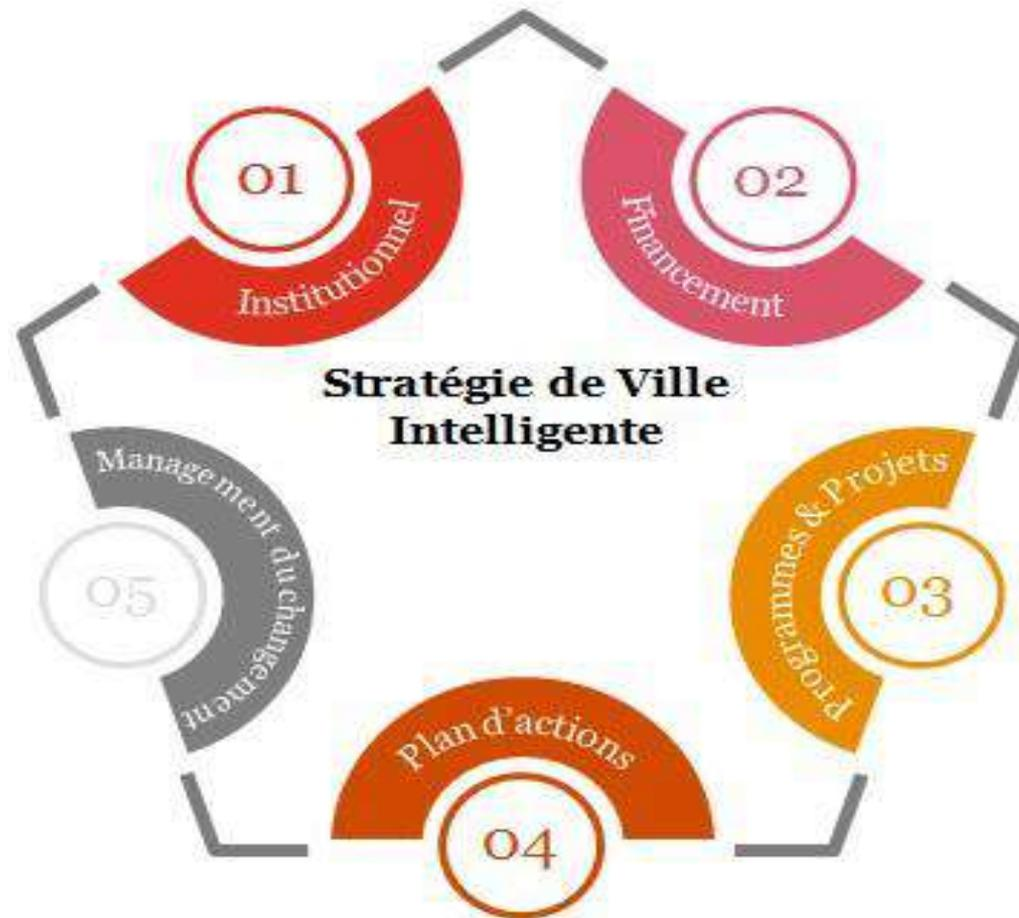 01
Institutionnel
02
Financement
Stratégie de Ville
Intelligente
03
Programmes & Projets
04
Plan d'actions
05
Management du changement